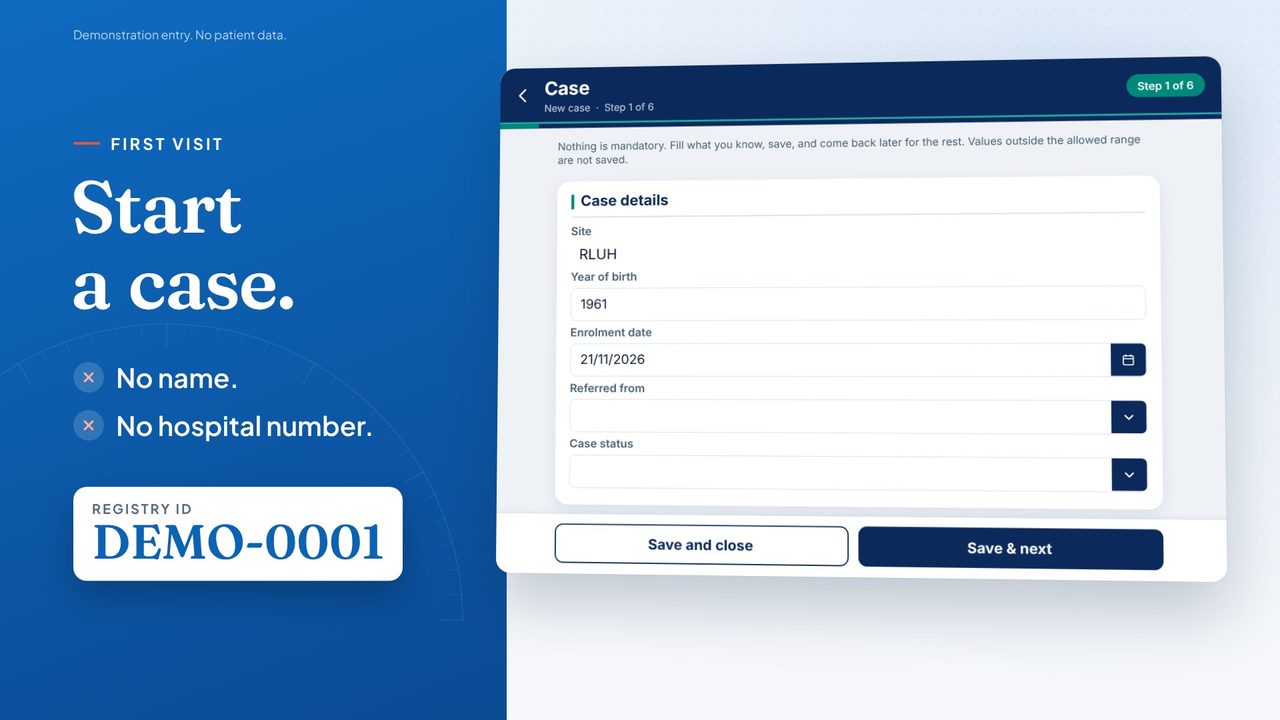 Demonstration entry. No patient data.
FIRST VISIT
Start
a case.
No name.
No hospital number.
REGISTRY ID
DEMO-0001
Case
New case · Step 1 of 6
Step 1 of 6
Nothing is mandatory. Fill what you know, save, and come back later for the rest. Values outside the allowed range
are not saved.
Case details
Site
RLUH
Year of birth
1961
Enrolment date
21/11/2026
Referred from
Case status
Save and close
Save & next